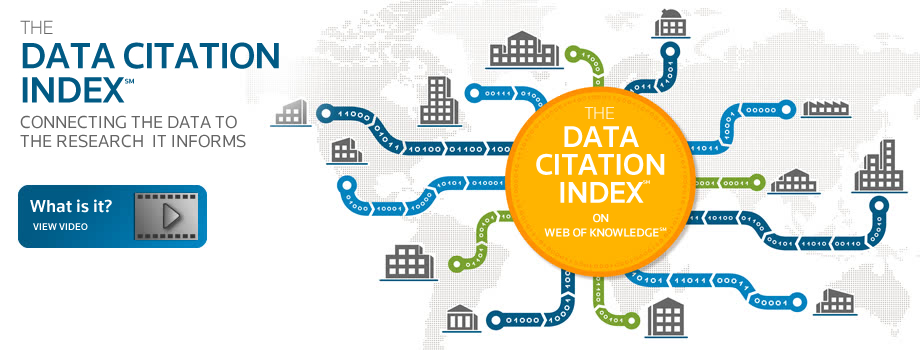 THE
DATA CITATION
INDEX℠
CONNECTING THE DATA TO
THE RESEARCH IT INFORMS
What is it?
VIEW VIDEO
THE
DATA
CITATION
INDEX℠
ON
WEB OF KNOWLEDGE℠